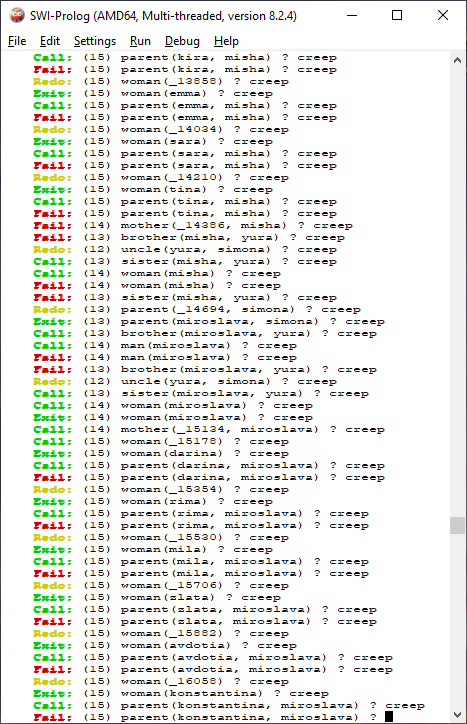 SWI-Prolog (AMD64, Multi-threaded, version 8.2.4)
File Edit Settings Run Debug Help
Call: (15) parent(kira, misha) ? creep
Fail: (15) parent(kira, misha) ? creep
Redo: (15) woman(_13858) ? creep
Exit: (15) woman(emma) ? creep
Call: (15) parent(emma, misha) ? creep
Fail: (15) parent(emma, misha) ? creep
Redo: (15) woman(_14034) ? creep
Exit: (15) woman(sara) ? creep
Call: (15) parent(sara, misha) ? creep
Fail: (15) parent(sara, misha) ? creep
Redo: (15) woman(_14210) ? creep
Exit: (15) woman(tina) ? creep
Call: (15) parent(tina, misha) ? creep
Fail: (15) parent(tina, misha) ? creep
Fail: (14) mother(_14386, misha) ? creep
Fail: (13) brother(misha, yura) ? creep
Redo: (12) uncle(yura, simona) ? creep
Call: (13) sister(misha, yura) ? creep
Call: (14) woman(misha) ? creep
Fail: (14) woman(misha) ? creep
Fail: (13) sister(misha, yura) ? creep
Redo: (13) parent(_14694, simona) ? creep
Exit: (13) parent(miroslava, simona) ? creep
Call: (13) brother(miroslava, yura) ? creep
Call: (14) man(miroslava) ? creep
Fail: (14) man(miroslava) ? creep
Fail: (13) brother(miroslava, yura) ? creep
Redo: (12) uncle(yura, simona) ? creep
Call: (13) sister(miroslava, yura) ? creep
Call: (14) woman(miroslava) ? creep
Exit: (14) woman(miroslava) ? creep
Call: (14) mother(_15134, miroslava) ? creep
Call: (15) woman(_15178) ? creep
Exit: (15) woman(darina) ? creep
Call: (15) parent(darina, miroslava) ? creep
Fail: (15) parent(darina, miroslava) ? creep
Redo: (15) woman(_15354) ? creep
Exit: (15) woman(rima) ? creep
Call: (15) parent(rima, miroslava) ? creep
Fail: (15) parent(rima, miroslava) ? creep
Redo: (15) woman(_15530) ? creep
Exit: (15) woman(mila) ? creep
Call: (15) parent(mila, miroslava) ? creep
Fail: (15) parent(mila, miroslava) ? creep
Redo: (15) woman(_15706) ? creep
Exit: (15) woman(zlata) ? creep
Call: (15) parent(zlata, miroslava) ? creep
Fail: (15) parent(zlata, miroslava) ? creep
Redo: (15) woman(_15882) ? creep
Exit: (15) woman(avdotia) ? creep
Call: (15) parent(avdotia, miroslava) ? creep
Fail: (15) parent(avdotia, miroslava) ? creep
Redo: (15) woman(_16058) ? creep
Exit: (15) woman(konstantina) ? creep
Call: (15) parent(konstantina, miroslava) ? creep
Fail: (15) parent(konstantina, miroslava) ?